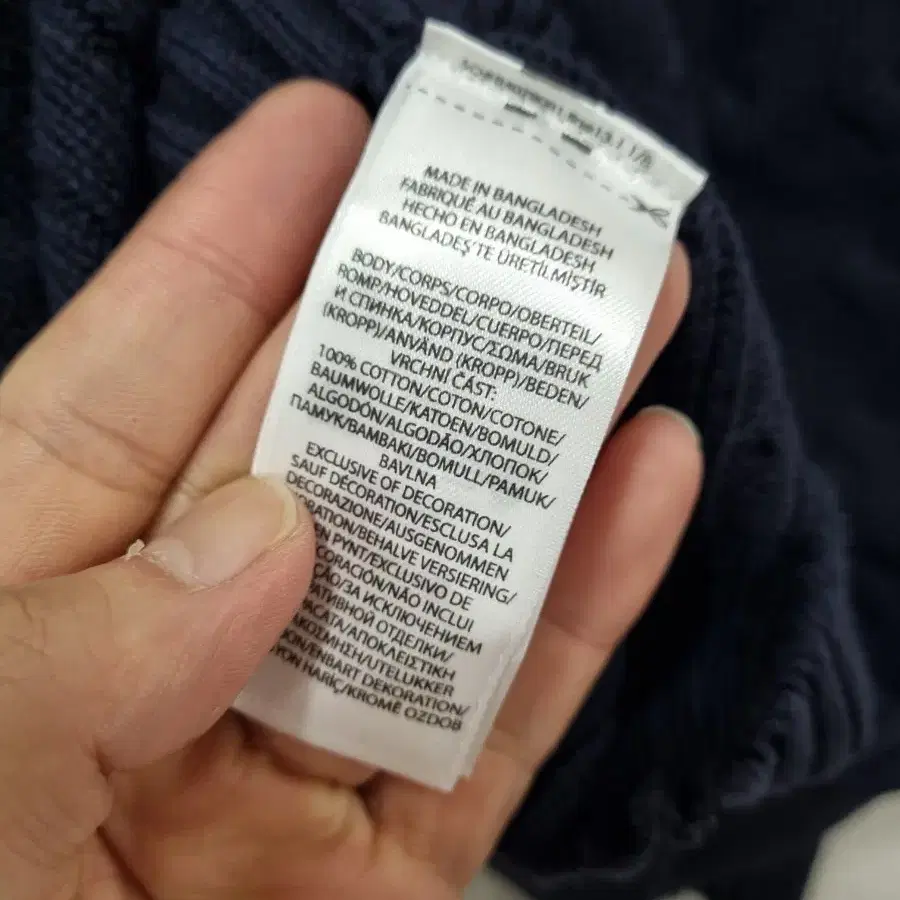 MADE IN BANGLADESH
FABRIQUÉ AU BANGLADESH
HECHO EN BANGLADESH
BANGLADEŞ'TE ÜRETİLMİŞTİR
BODY/CORPS/CORPO/OBERTEIL/
ROMP/HOVEDDEL/CUERPO/ПЕРЕД
И СПИНКА/КОРПУС/ΣΩΜΑ/BRUK
(KROPP)/ANVÄND (KROPP)/BEDEN/
VRCHNÍ ČÁST:
100% COTTON/COTON/COTONE/
BAUMWOLLE/KATOEN/BOMULD/
ALGODÓN/ALGODÃO/ХЛОПОК/
ПАМУК/ΒΑΜΒΑΚΙ/BOMULL/PAMUK/
BAVLNA
EXCLUSIVE OF DECORATION/
SAUF DÉCORATION/ESCLUSA LA
DECORAZIONE/AUSGENOMMEN
/BEHALVE VERSIERING/
PYNT/EXCLUSIVO DE
/NÃO INCLUI
/ЗА ИСКЛЮЧЕНИЕМ
ОТДЕЛКИ/
/ΑΠΟΚΛΕΙΣΤΙΚΗ
/UTELUKKER
/ENBART DEKORATION/
HARİÇ/KROMĚ OZDOB